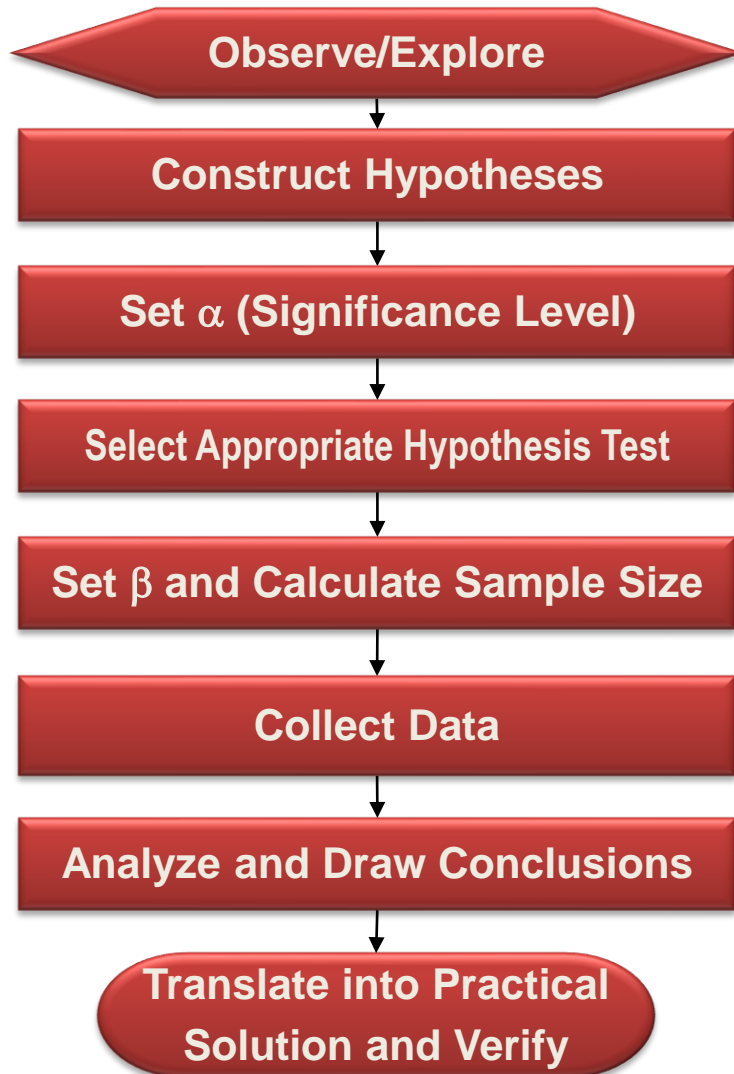 Observe/Explore
Construct Hypotheses
Set α (Significance Level)
Select Appropriate Hypothesis Test
Set β and Calculate Sample Size
Collect Data
Analyze and Draw Conclusions
Translate into Practical
Solution and Verify